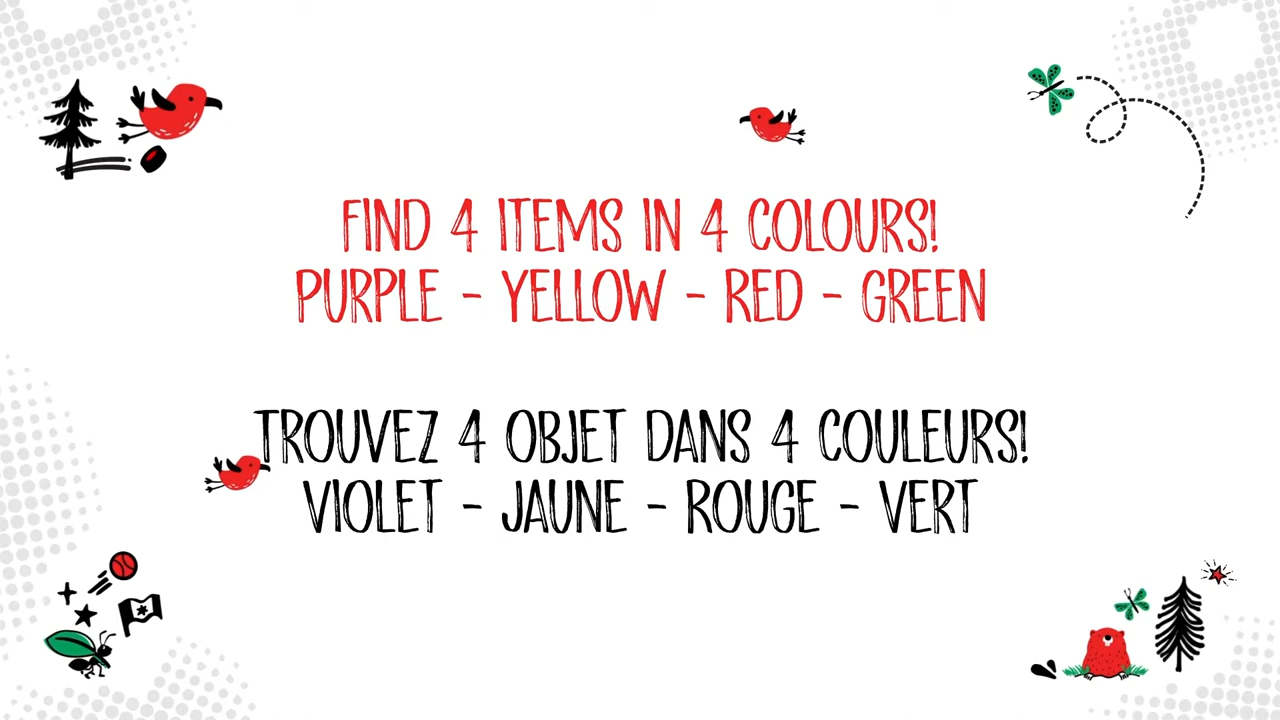 FIND 4 ITEMS IN 4 COLOURS!
PURPLE - YELLOW - RED - GREEN
TROUVEZ 4 OBJET DANS 4 COULEURS!
VIOLET - JAUNE - ROUGE - VERT